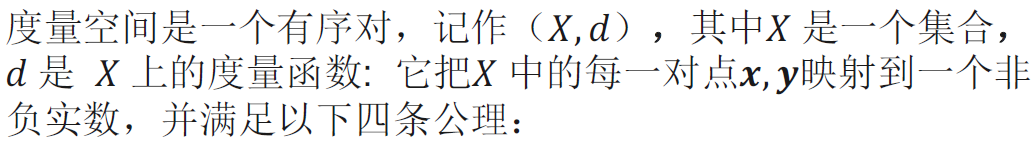 度量空间是一个有序对，记作（X,d），其中X 是一个集合，
d 是 X 上的度量函数: 它把X 中的每一对点x,y映射到一个非
负实数，并满足以下四条公理：